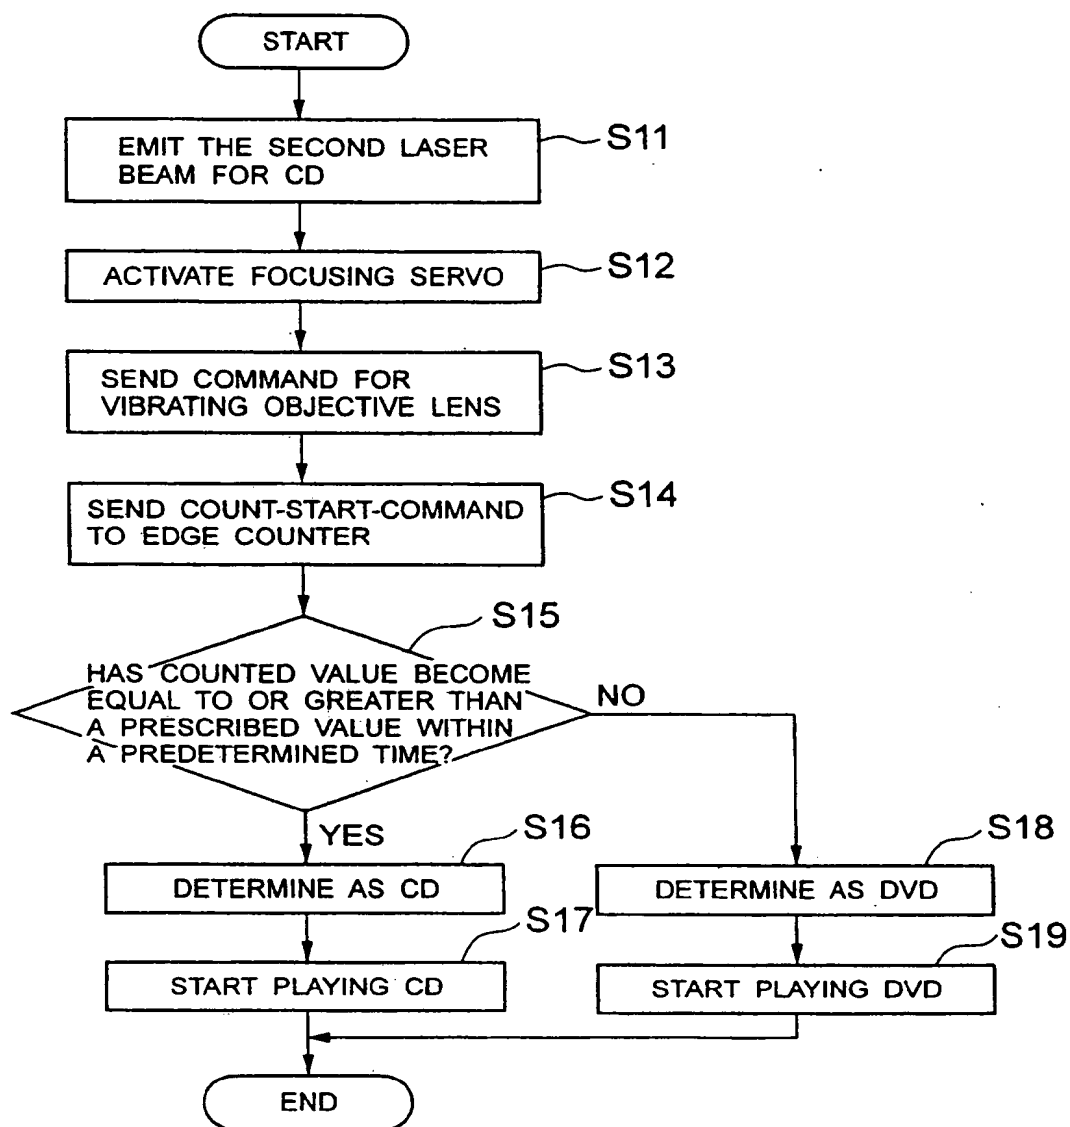 START
EMIT THE SECOND LASER
BEAM FOR CD
S11
ACTIVATE FOCUSING SERVO
S12
SEND COMMAND FOR
VIBRATING OBJECTIVE LENS
S13
SEND COUNT-START-COMMAND
TO EDGE COUNTER
S14
S15
HAS COUNTED VALUE BECOME
EQUAL TO OR GREATER THAN
A PRESCRIBED VALUE WITHIN
A PREDETERMINED TIME?
NO
YES
S16
DETERMINE AS CD
S17
START PLAYING CD
S18
DETERMINE AS DVD
S19
START PLAYING DVD
END